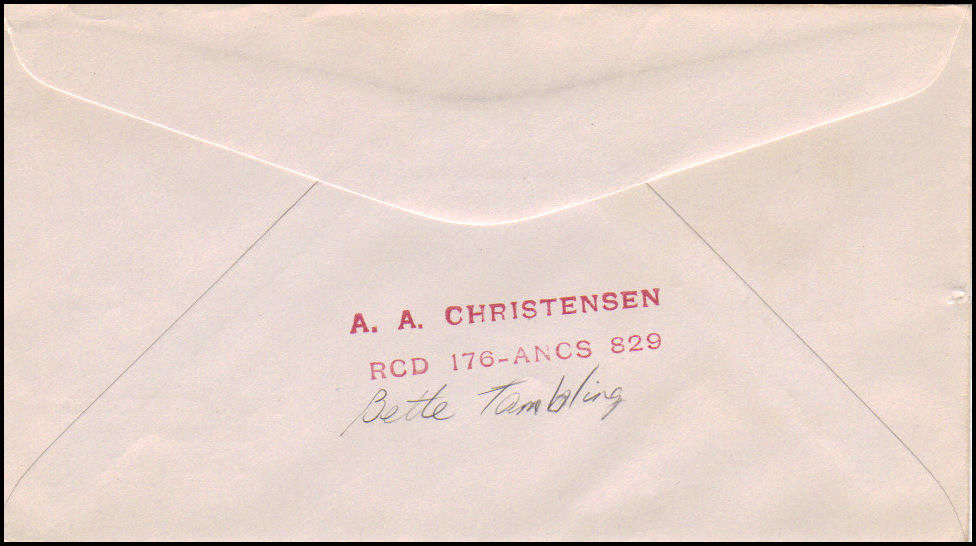 A. A. CHRISTENSEN
RCD 176-ANCS 829
Bette Tambling